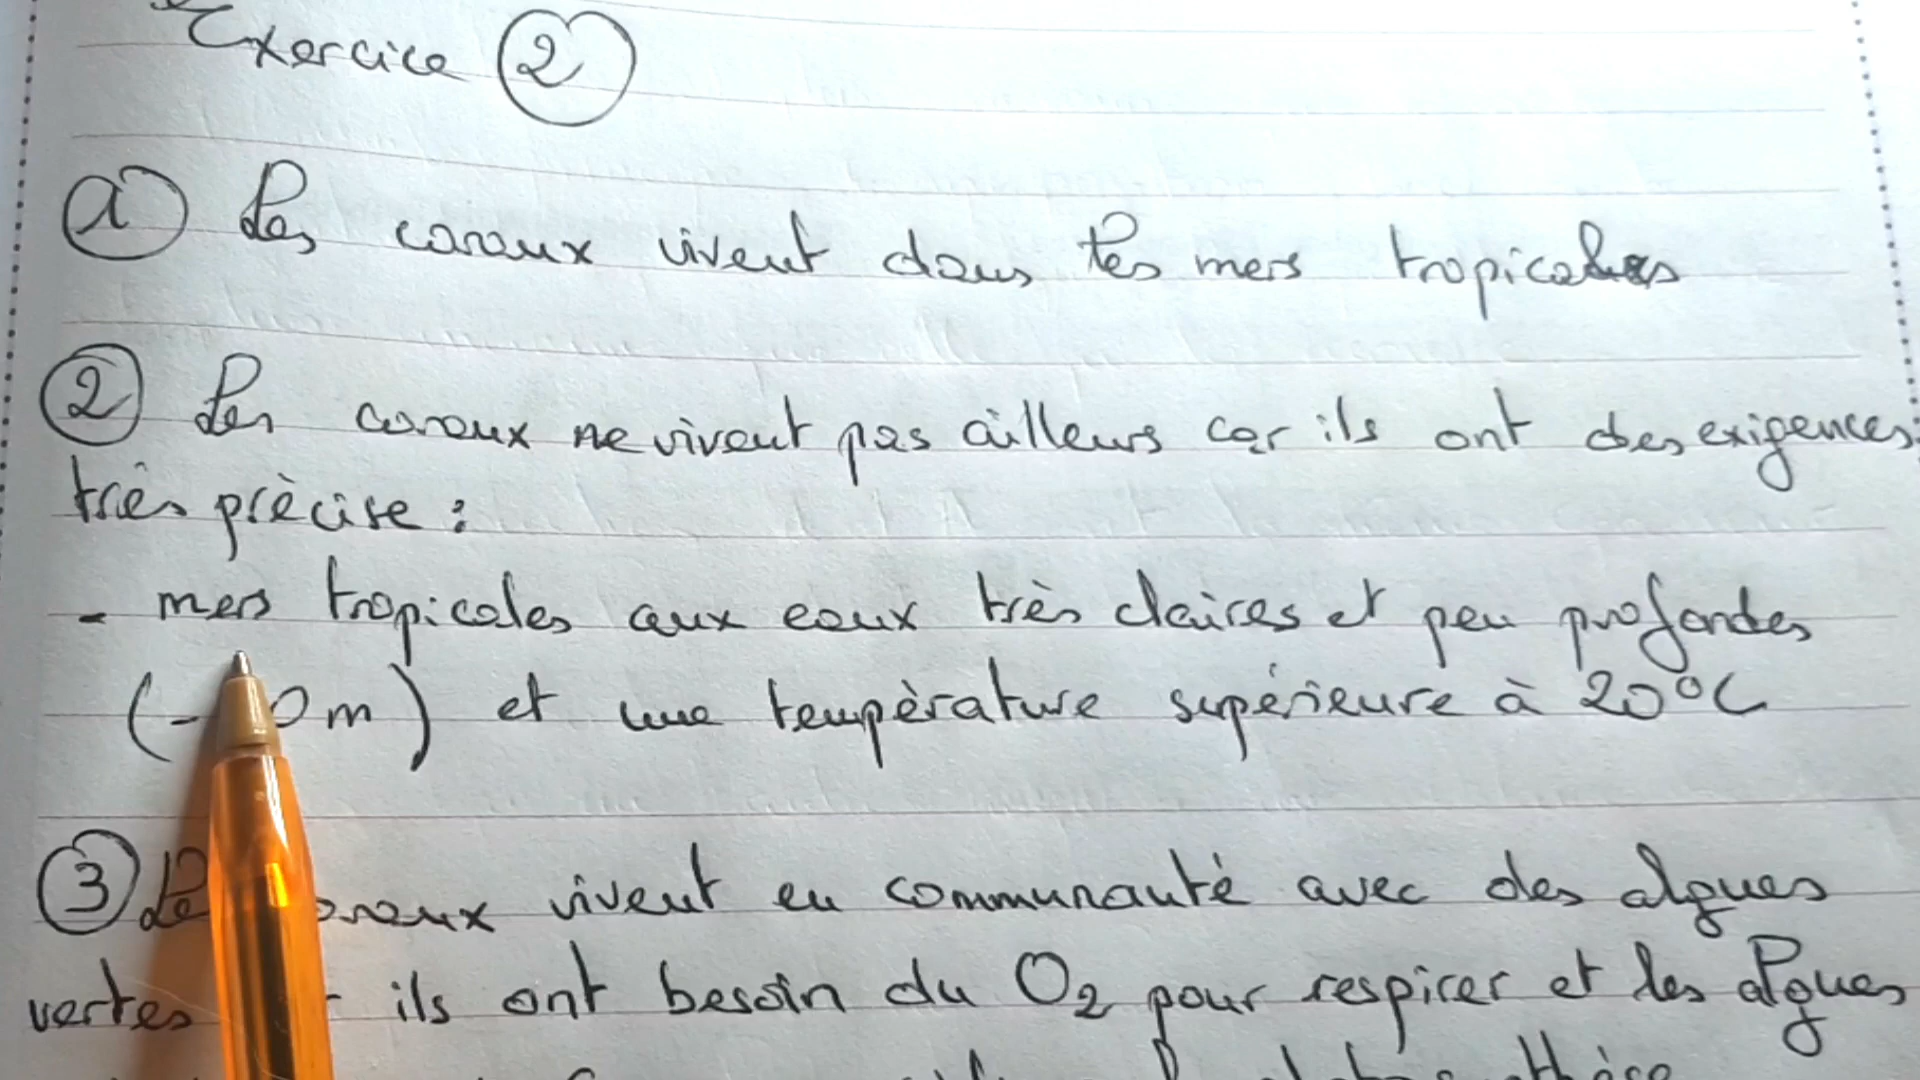 Exercice 2
a) Les coraux vivent dans les mers tropicales
2 Les coraux ne vivent pas ailleurs car ils ont des exigences
très précise :
- mers tropicales aux eaux très claires et peu profondes
0m) et une température supérieure à 20°C
3 vivent en communauté avec des algues
vertes ils ont besoin du O2 pour respirer et les algues